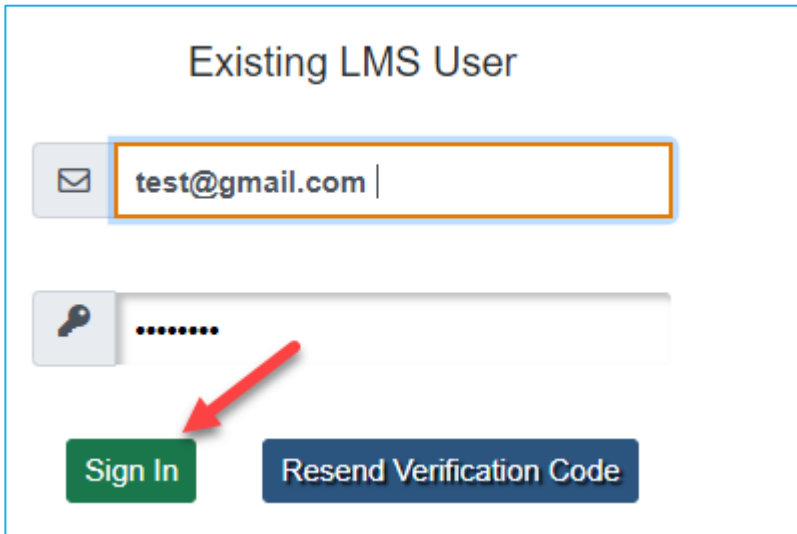 Existing LMS User
test@gmail.com
••••••••
Sign In
Resend Verification Code